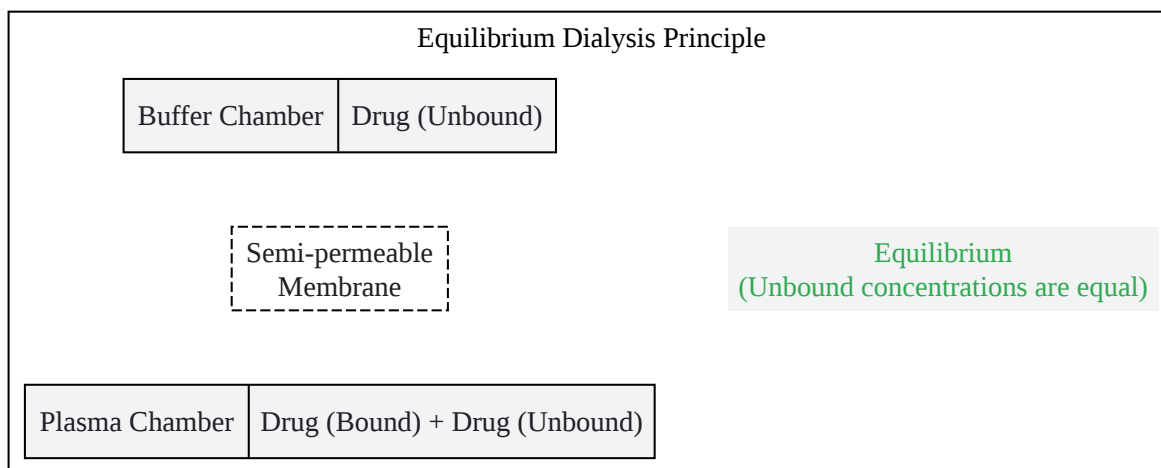 Equilibrium Dialysis Principle
Buffer Chamber Drug (Unbound)
Semi-permeable
Membrane
Equilibrium
(Unbound concentrations are equal)
Plasma Chamber Drug (Bound) + Drug (Unbound)